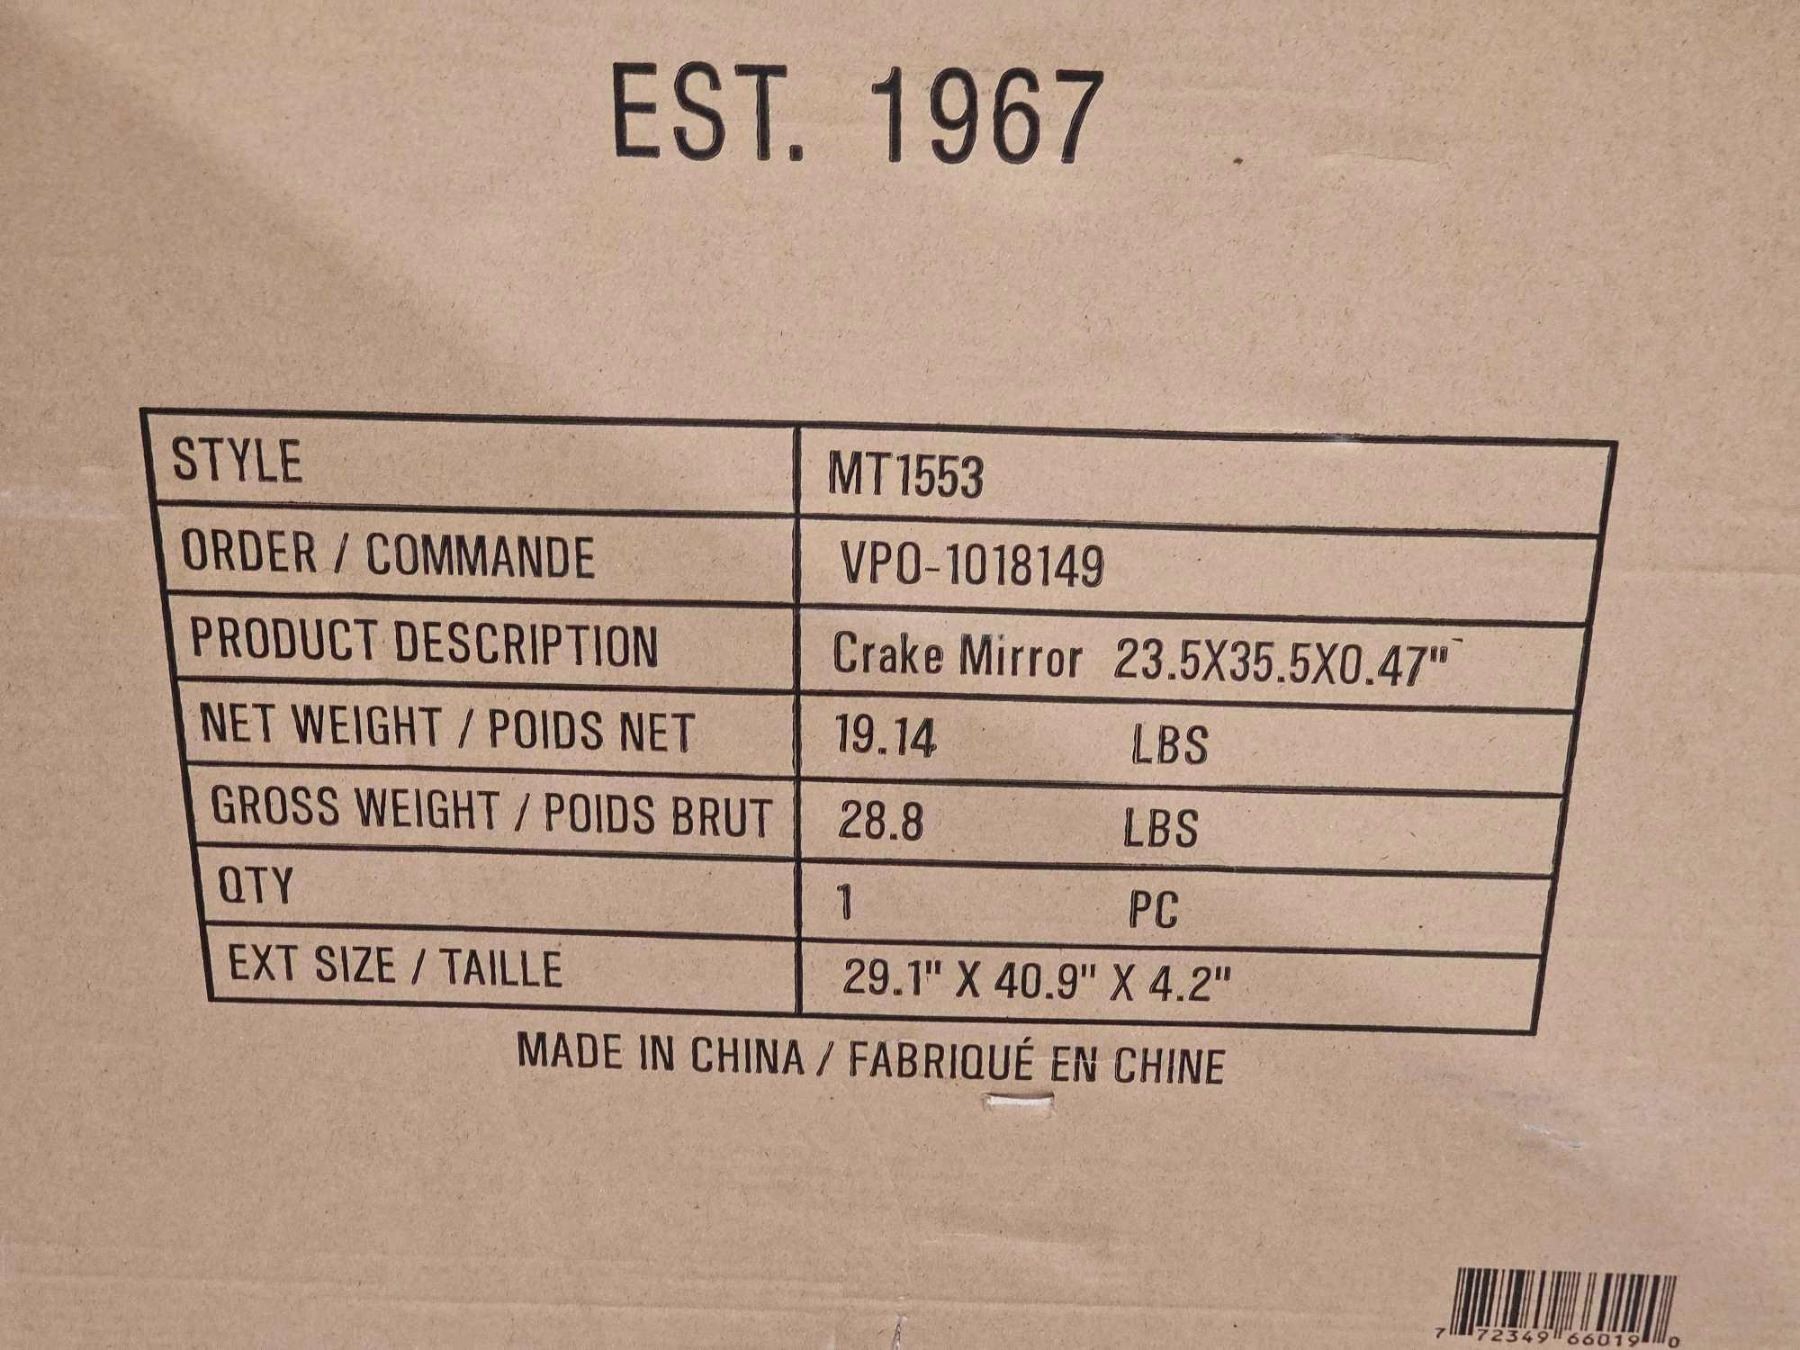 EST. 1967
STYLE MT1553
ORDER / COMMANDE VPO-1018149
PRODUCT DESCRIPTION Crake Mirror 23.5X35.5X0.47"
NET WEIGHT / POIDS NET 19.14 LBS
GROSS WEIGHT / POIDS BRUT 28.8 LBS
QTY 1 PC
EXT SIZE / TAILLE 29.1" X 40.9" X 4.2"
MADE IN CHINA / FABRIQUÉ EN CHINE
7 72349 66019 0